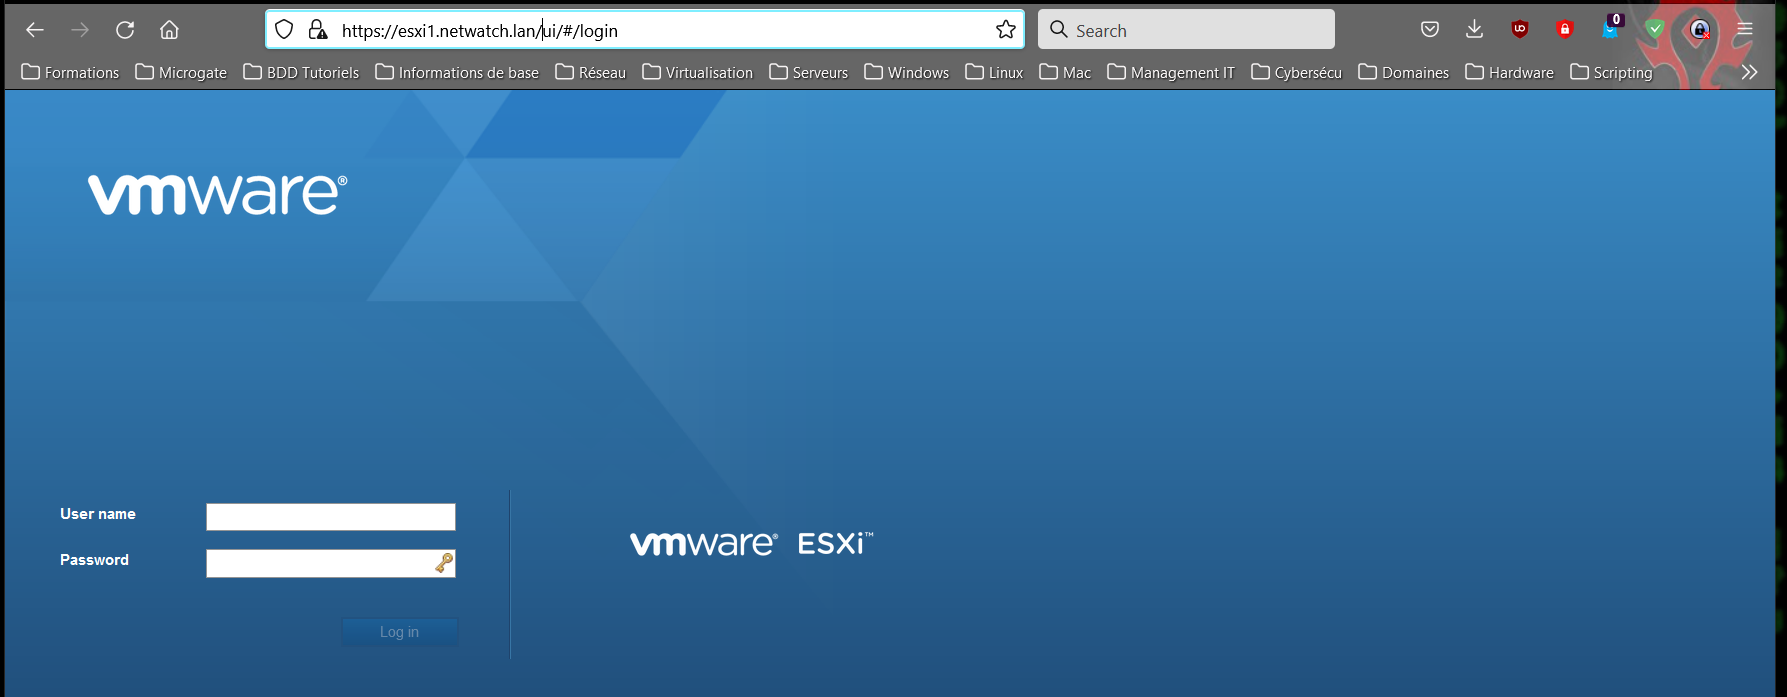 https://esxi1.netwatch.lan/ui/#/login
Search
0
Formations Microgate BDD Tutoriels Informations de base Réseau Virtualisation Serveurs Windows Linux Mac Management IT Cybersécu Domaines Hardware Scripting
vmware®
User name
Password
Log in
vmware® ESXi™